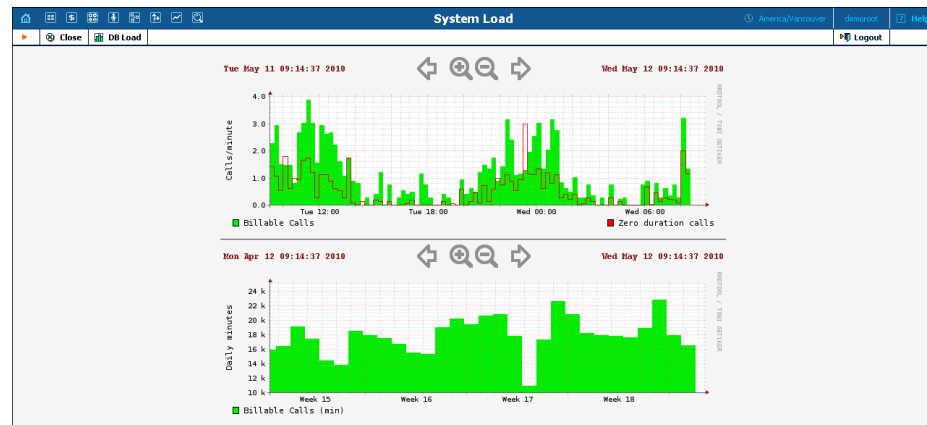 System Load
America/Vancouver
demoroot
Help
Close
DB Load
Logout
Tue May 11 09:14:37 2010
Wed May 12 09:14:37 2010
RRDTOOL / TOBI OETIKER
Calls/minute
4.0
3.0
2.0
1.0
0.0
Tue 12:00
Tue 18:00
Wed 00:00
Wed 06:00
Billable Calls
Zero duration calls
Mon Apr 12 09:14:37 2010
Wed May 12 09:14:37 2010
RRDTOOL / TOBI OETIKER
Daily minutes
24 k
22 k
20 k
18 k
16 k
14 k
12 k
10 k
Week 15
Week 16
Week 17
Week 18
Billable Calls (min)